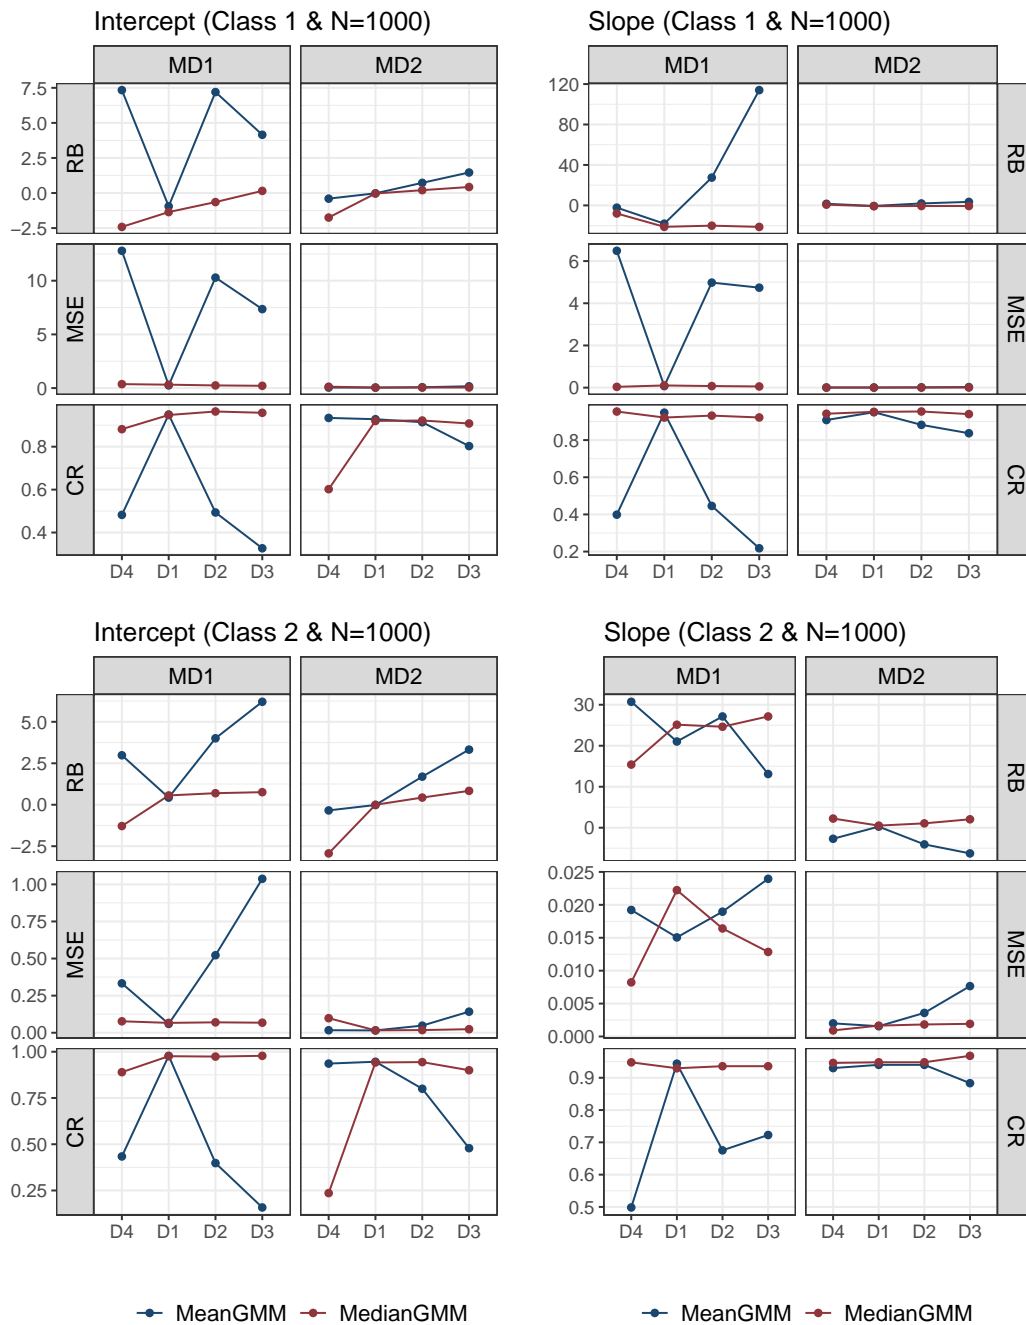 Intercept (Class 1 & N=1000)
MD1 MD2
RB
7.5
5.0
2.5
0.0
−2.5
MSE
10
5
0
CR
0.8
0.6
0.4
D4 D1 D2 D3 D4 D1 D2 D3
Slope (Class 1 & N=1000)
MD1 MD2
120
80
40
0
RB
6
4
2
0
MSE
0.8
0.6
0.4
0.2
CR
D4 D1 D2 D3 D4 D1 D2 D3
Intercept (Class 2 & N=1000)
MD1 MD2
RB
5.0
2.5
0.0
−2.5
MSE
1.00
0.75
0.50
0.25
0.00
CR
1.00
0.75
0.50
0.25
D4 D1 D2 D3 D4 D1 D2 D3
Slope (Class 2 & N=1000)
MD1 MD2
30
20
10
0
RB
0.025
0.020
0.015
0.010
0.005
0.000
MSE
0.9
0.8
0.7
0.6
0.5
CR
D4 D1 D2 D3 D4 D1 D2 D3
MeanGMM MedianGMM
MeanGMM MedianGMM